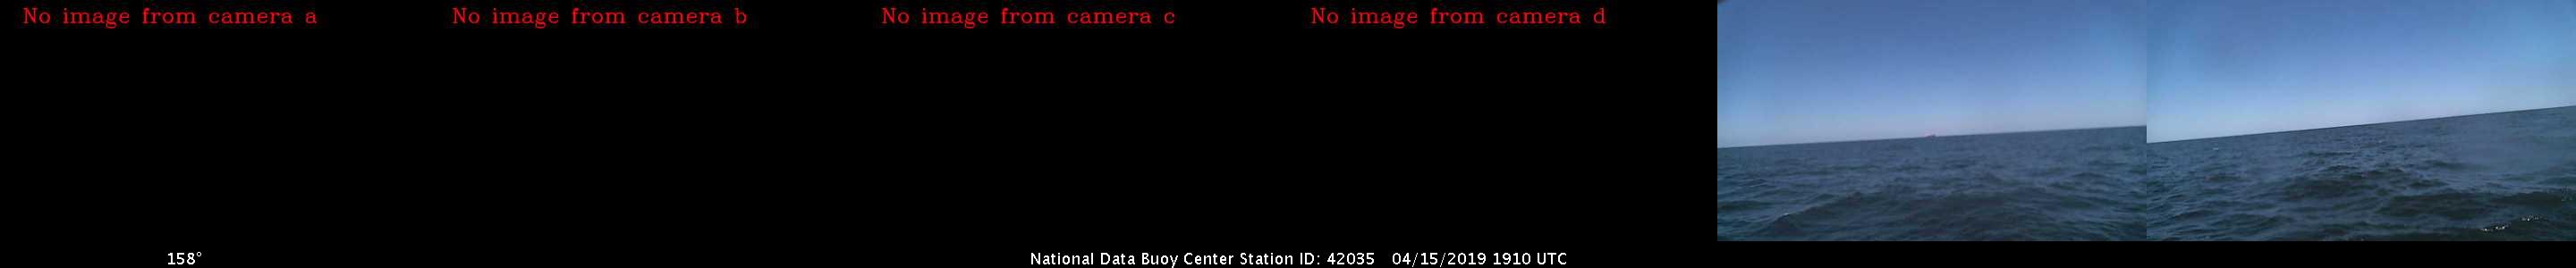 No image from camera a
No image from camera b
No image from camera c
No image from camera d
158°
National Data Buoy Center Station ID: 42035 04/15/2019 1910 UTC